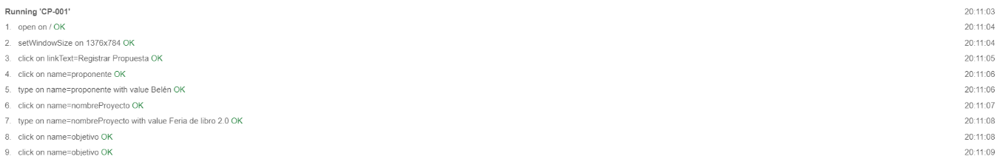 Running 'CP-001' 20:11:03
1. open on / OK 20:11:04
2. setWindowSize on 1376x784 OK 20:11:04
3. click on linkText=Registrar Propuesta OK 20:11:05
4. click on name=proponente OK 20:11:06
5. type on name=proponente with value Belén OK 20:11:06
6. click on name=nombreProyecto OK 20:11:07
7. type on name=nombreProyecto with value Feria de libro 2.0 OK 20:11:08
8. click on name=objetivo OK 20:11:08
9. click on name=objetivo OK 20:11:09